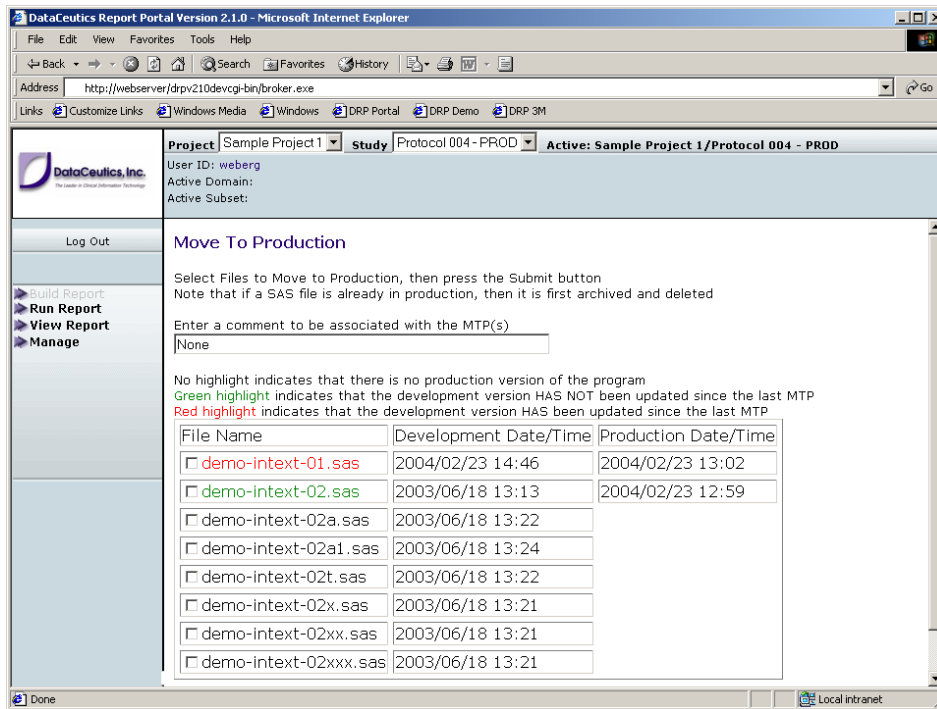 DataCeutics Report Portal Version 2.1.0 - Microsoft Internet Explorer
File Edit View Favorites Tools Help
Back Search Favorites History
Address http://webserver/drpv210devcgi-bin/broker.exe Go
Links Customize Links Windows Media Windows DRP Portal DRP Demo DRP 3M
DataCeutics, Inc.
The Leader in Clinical Information Technology
Project Sample Project 1 Study Protocol 004 - PROD Active: Sample Project 1/Protocol 004 - PROD
User ID: weberg
Active Domain:
Active Subset:
Log Out
Build Report
Run Report
View Report
Manage
Move To Production
Select Files to Move to Production, then press the Submit button
Note that if a SAS file is already in production, then it is first archived and deleted
Enter a comment to be associated with the MTP(s)
None
No highlight indicates that there is no production version of the program
Green highlight indicates that the development version HAS NOT been updated since the last MTP
Red highlight indicates that the development version HAS been updated since the last MTP
File Name Development Date/Time Production Date/Time
demo-intext-01.sas 2004/02/23 14:46 2004/02/23 13:02
demo-intext-02.sas 2003/06/18 13:13 2004/02/23 12:59
demo-intext-02a.sas 2003/06/18 13:22
demo-intext-02a1.sas 2003/06/18 13:24
demo-intext-02t.sas 2003/06/18 13:22
demo-intext-02x.sas 2003/06/18 13:21
demo-intext-02xx.sas 2003/06/18 13:21
demo-intext-02xxx.sas 2003/06/18 13:21
Done Local intranet